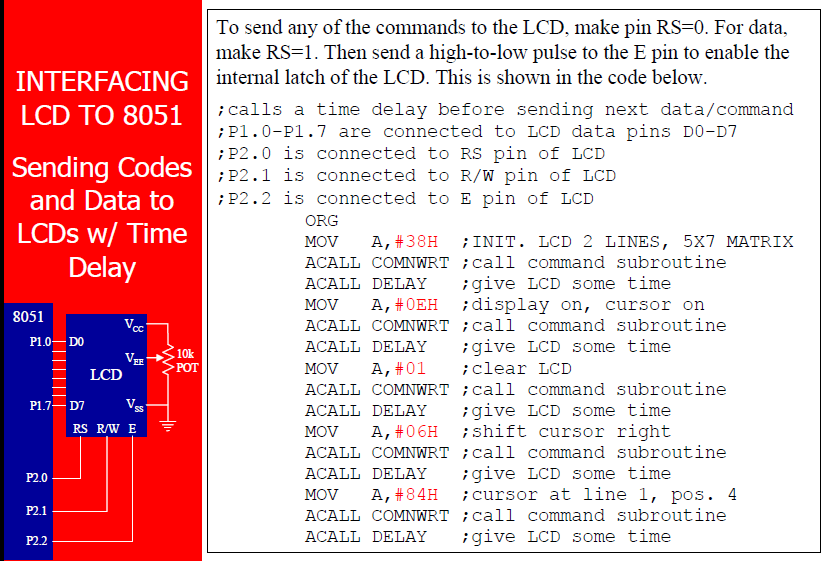 INTERFACING
LCD TO 8051
Sending Codes
and Data to
LCDs w/ Time
Delay
8051
P1.0
P1.7
P2.0
P2.1
P2.2
D0
D7
LCD
VCC
VEE
VSS
RS R/W E
10k
POT
To send any of the commands to the LCD, make pin RS=0. For data,
make RS=1. Then send a high-to-low pulse to the E pin to enable the
internal latch of the LCD. This is shown in the code below.
;calls a time delay before sending next data/command
;P1.0-P1.7 are connected to LCD data pins D0-D7
;P2.0 is connected to RS pin of LCD
;P2.1 is connected to R/W pin of LCD
;P2.2 is connected to E pin of LCD
ORG
MOV A,#38H ;INIT. LCD 2 LINES, 5X7 MATRIX
ACALL COMNWRT ;call command subroutine
ACALL DELAY ;give LCD some time
MOV A,#0EH ;display on, cursor on
ACALL COMNWRT ;call command subroutine
ACALL DELAY ;give LCD some time
MOV A,#01 ;clear LCD
ACALL COMNWRT ;call command subroutine
ACALL DELAY ;give LCD some time
MOV A,#06H ;shift cursor right
ACALL COMNWRT ;call command subroutine
ACALL DELAY ;give LCD some time
MOV A,#84H ;cursor at line 1, pos. 4
ACALL COMNWRT ;call command subroutine
ACALL DELAY ;give LCD some time